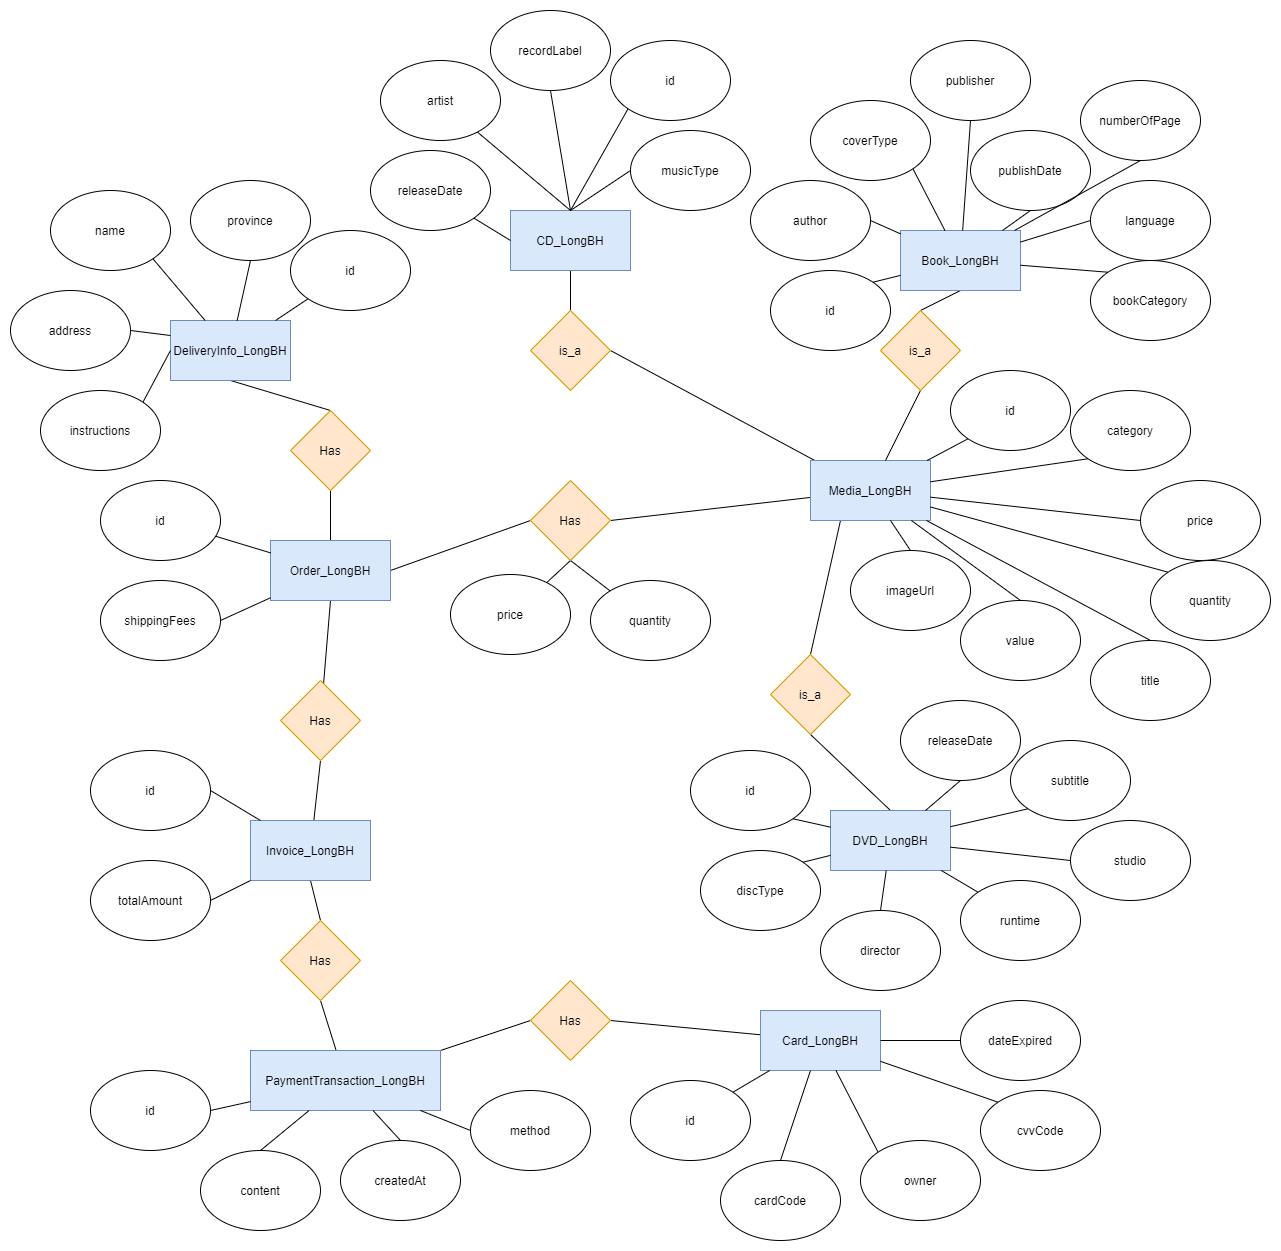 recordLabel
id
artist
musicType
releaseDate
CD_LongBH
publisher
numberOfPage
coverType
publishDate
author
language
Book_LongBH
id
bookCategory
name
province
id
address
DeliveryInfo_LongBH
instructions
is_a
is_a
Has
id
category
Media_LongBH
price
quantity
imageUrl
value
title
id
Order_LongBH
shippingFees
Has
price
quantity
Has
is_a
releaseDate
subtitle
id
DVD_LongBH
studio
discType
runtime
director
id
Invoice_LongBH
totalAmount
Has
Has
Card_LongBH
dateExpired
id
cvvCode
owner
cardCode
PaymentTransaction_LongBH
id
method
createdAt
content